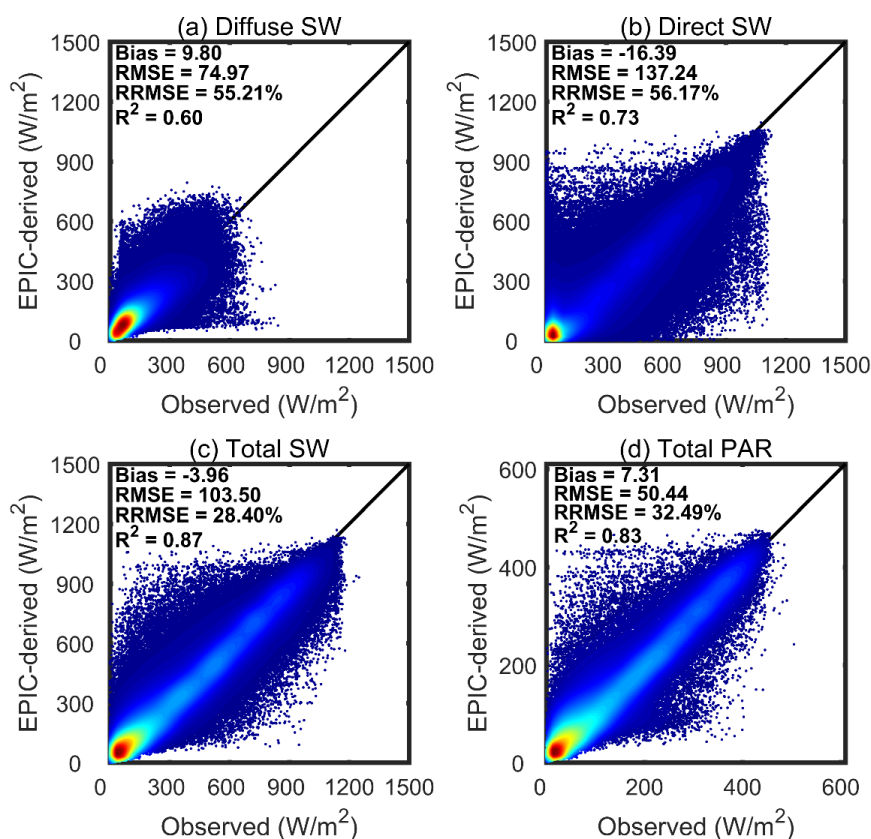 (a) Diffuse SW
Bias = 9.80
RMSE = 74.97
RRMSE = 55.21%
R² = 0.60
1500
1200
900
600
300
0
EPIC-derived (W/m²)
0 300 600 900 1200 1500
Observed (W/m²)
(b) Direct SW
Bias = -16.39
RMSE = 137.24
RRMSE = 56.17%
R² = 0.73
1500
1200
900
600
300
0
EPIC-derived (W/m²)
0 300 600 900 1200 1500
Observed (W/m²)
(c) Total SW
Bias = -3.96
RMSE = 103.50
RRMSE = 28.40%
R² = 0.87
1500
1200
900
600
300
0
EPIC-derived (W/m²)
0 300 600 900 1200 1500
Observed (W/m²)
(d) Total PAR
Bias = 7.31
RMSE = 50.44
RRMSE = 32.49%
R² = 0.83
600
400
200
0
EPIC-derived (W/m²)
0 200 400 600
Observed (W/m²)